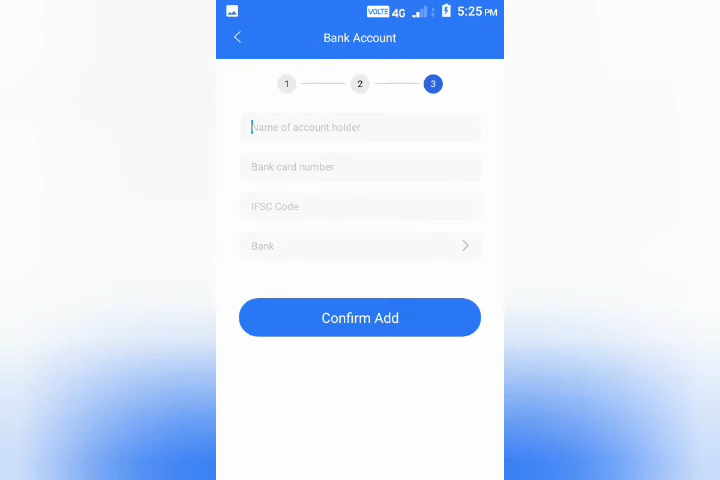 VOLTE 4G 5:25 PM
Bank Account
1 2 3
Name of account holder
Bank card number
IFSC Code
Bank
Confirm Add